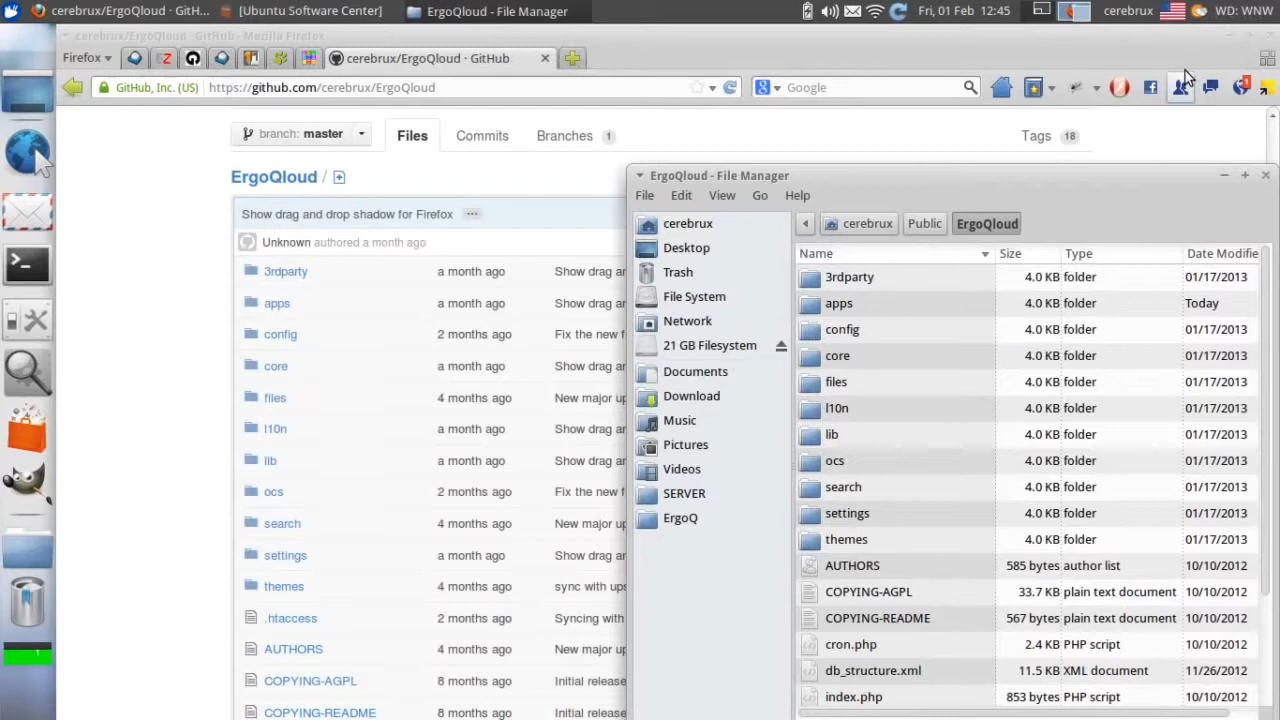 cerebrux/ErgoQloud · GitH... [Ubuntu Software Center] ErgoQloud - File Manager Fri, 01 Feb 12:45 cerebrux WD: WNW
cerebrux/ErgoQloud · GitHub - Mozilla Firefox
Firefox cerebrux/ErgoQloud · GitHub
GitHub, Inc. (US) https://github.com/cerebrux/ErgoQloud Google
branch: master Files Commits Branches 1 Tags 18
ErgoQloud /
Show drag and drop shadow for Firefox ...
Unknown authored a month ago
3rdparty a month ago Show drag ar
apps a month ago Show drag ar
config 2 months ago Fix the new f
core a month ago Show drag ar
files 4 months ago New major up
l10n a month ago Show drag ar
lib a month ago Show drag ar
ocs 2 months ago Fix the new f
search 4 months ago New major up
settings a month ago Show drag ar
themes 4 months ago sync with ups
.htaccess 2 months ago Syncing with
AUTHORS 8 months ago Show drag ar
COPYING-AGPL 8 months ago Initial release
COPYING-README 8 months ago Initial release
ErgoQloud - File Manager
File Edit View Go Help
cerebrux
Desktop
Trash
File System
Network
21 GB Filesystem
Documents
Download
Music
Pictures
Videos
SERVER
ErgoQ
cerebrux Public ErgoQloud
Name Size Type Date Modifie
3rdparty 4.0 KB folder 01/17/2013
apps 4.0 KB folder Today
config 4.0 KB folder 01/17/2013
core 4.0 KB folder 01/17/2013
files 4.0 KB folder 01/17/2013
l10n 4.0 KB folder 01/17/2013
lib 4.0 KB folder 01/17/2013
ocs 4.0 KB folder 01/17/2013
search 4.0 KB folder 01/17/2013
settings 4.0 KB folder 01/17/2013
themes 4.0 KB folder 01/17/2013
AUTHORS 585 bytes author list 10/10/2012
COPYING-AGPL 33.7 KB plain text document 10/10/2012
COPYING-README 567 bytes plain text document 10/10/2012
cron.php 2.4 KB PHP script 10/10/2012
db_structure.xml 11.5 KB XML document 11/26/2012
index.php 853 bytes PHP script 10/10/2012